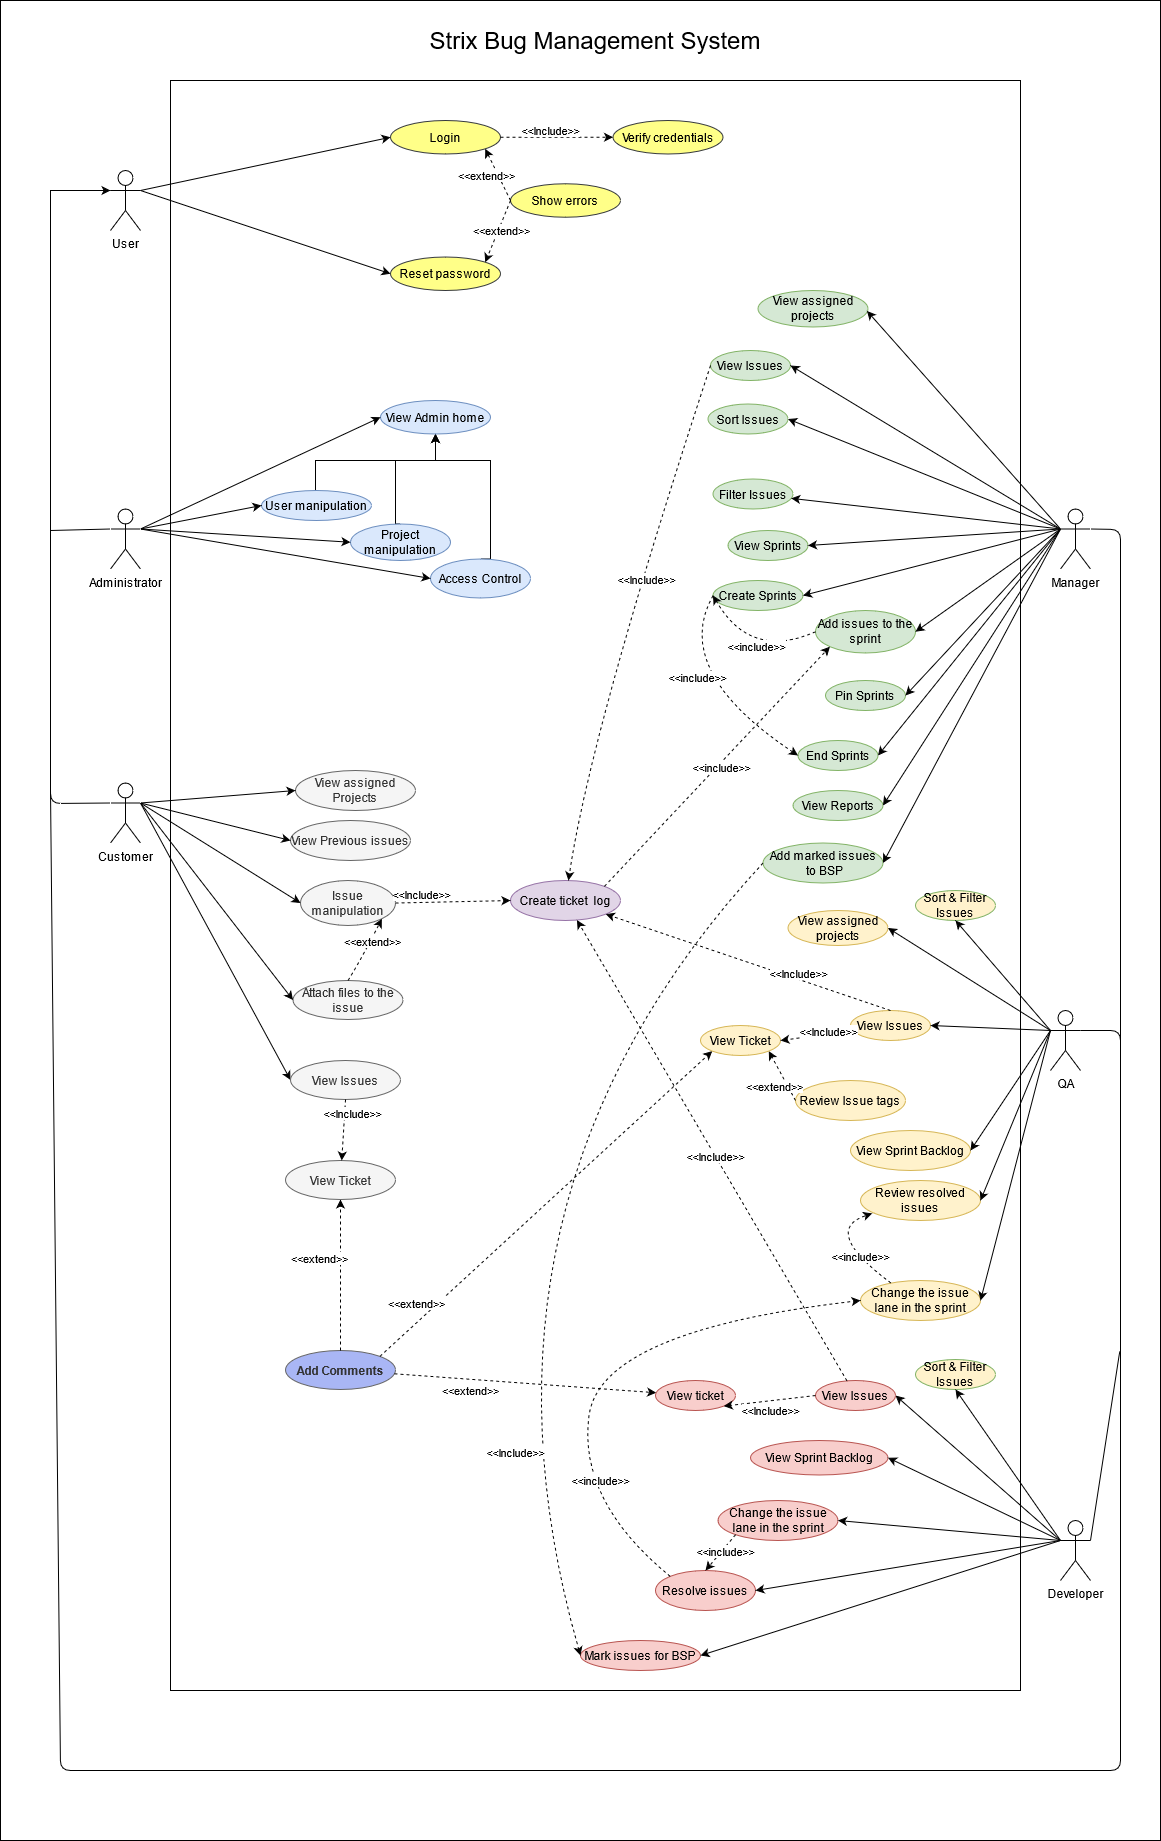 Strix Bug Management System
Login
<<Include>>
Verify credentials
<<extend>>
Show errors
<<extend>>
User
Reset password
View assigned
projects
View Issues
View Admin home
Sort Issues
Filter Issues
User manipulation
Project
manipulation
View Sprints
Access Control
Administrator
Manager
<<Include>>
Create Sprints
Add issues to the
sprint
<<include>>
<<include>>
Pin Sprints
End Sprints
<<include>>
View assigned
Projects
View Reports
View Previous issues
Customer
Add marked issues
to BSP
Issue
manipulation
<<Include>>
Create ticket  log
Sort & Filter
Issues
View assigned
projects
<<extend>>
<<Include>>
Attach files to the
issue
View Issues
<<Include>>
View Ticket
View Issues
QA
<<extend>>
Review Issue tags
<<Include>>
View Sprint Backlog
<<Include>>
View Ticket
Review resolved
issues
<<extend>>
<<include>>
Change the issue
lane in the sprint
<<extend>>
Add Comments
Sort & Filter
Issues
<<extend>>
View ticket
View Issues
<<Include>>
<<Include>>
View Sprint Backlog
<<include>>
Change the issue
lane in the sprint
<<include>>
Resolve issues
Developer
Mark issues for BSP